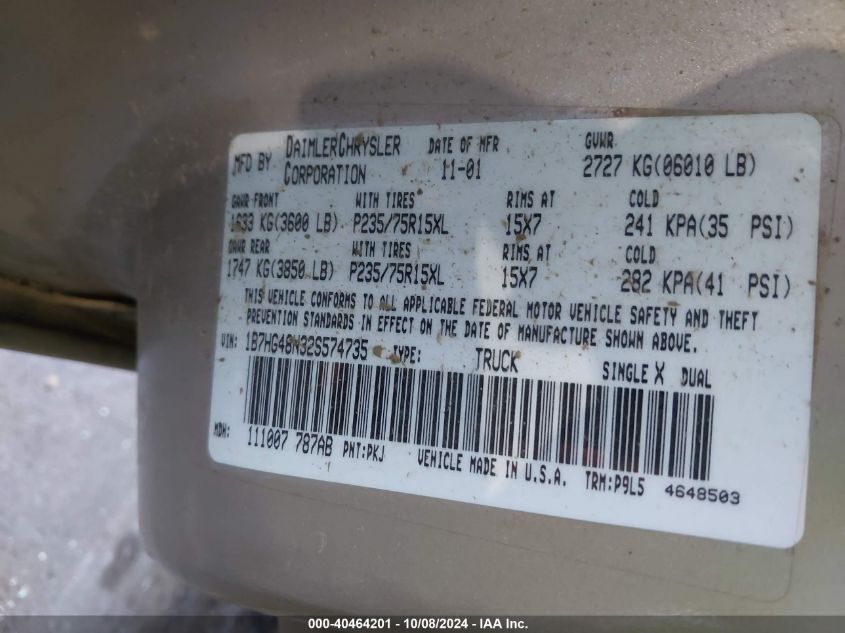 MFD BY DAIMLERCHRYSLER CORPORATION DATE OF MFR 11-01 GVWR 2727 KG(06010 LB)
GAWR FRONT WITH TIRES RIMS AT COLD
1633 KG(3600 LB) P235/75R15XL 15X7 241 KPA(35 PSI)
GAWR REAR WITH TIRES RIMS AT COLD
1747 KG(3850 LB) P235/75R15XL 15X7 282 KPA(41 PSI)
THIS VEHICLE CONFORMS TO ALL APPLICABLE FEDERAL MOTOR VEHICLE SAFETY AND THEFT
PREVENTION STANDARDS IN EFFECT ON THE DATE OF MANUFACTURE SHOWN ABOVE.
VIN: 1B7HG48N32S574735 TYPE: TRUCK SINGLE X DUAL
MDH: 111007 787AB PNT:PKJ VEHICLE MADE IN U.S.A. TRM:P9L5 4648503
000-40464201 - 10/08/2024 - IAA Inc.